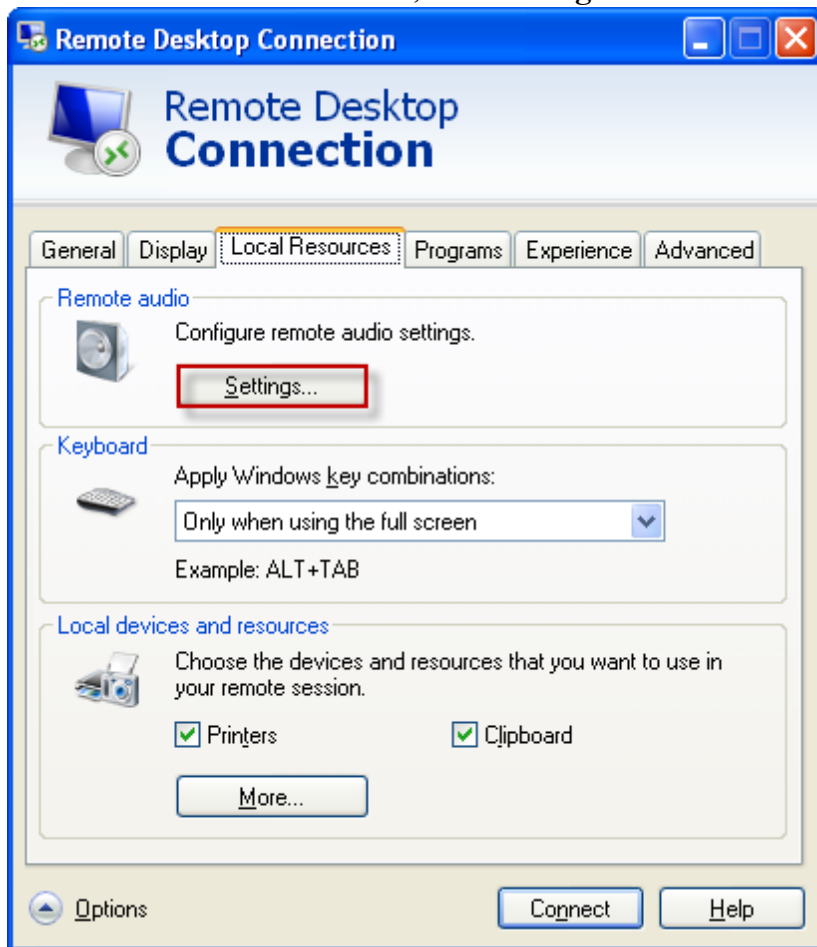 Remote Desktop Connection
Remote Desktop
Connection
General Display Local Resources Programs Experience Advanced
Remote audio
Configure remote audio settings.
Settings...
Keyboard
Apply Windows key combinations:
Only when using the full screen
Example: ALT+TAB
Local devices and resources
Choose the devices and resources that you want to use in
your remote session.
Printers Clipboard
More...
Options Connect Help